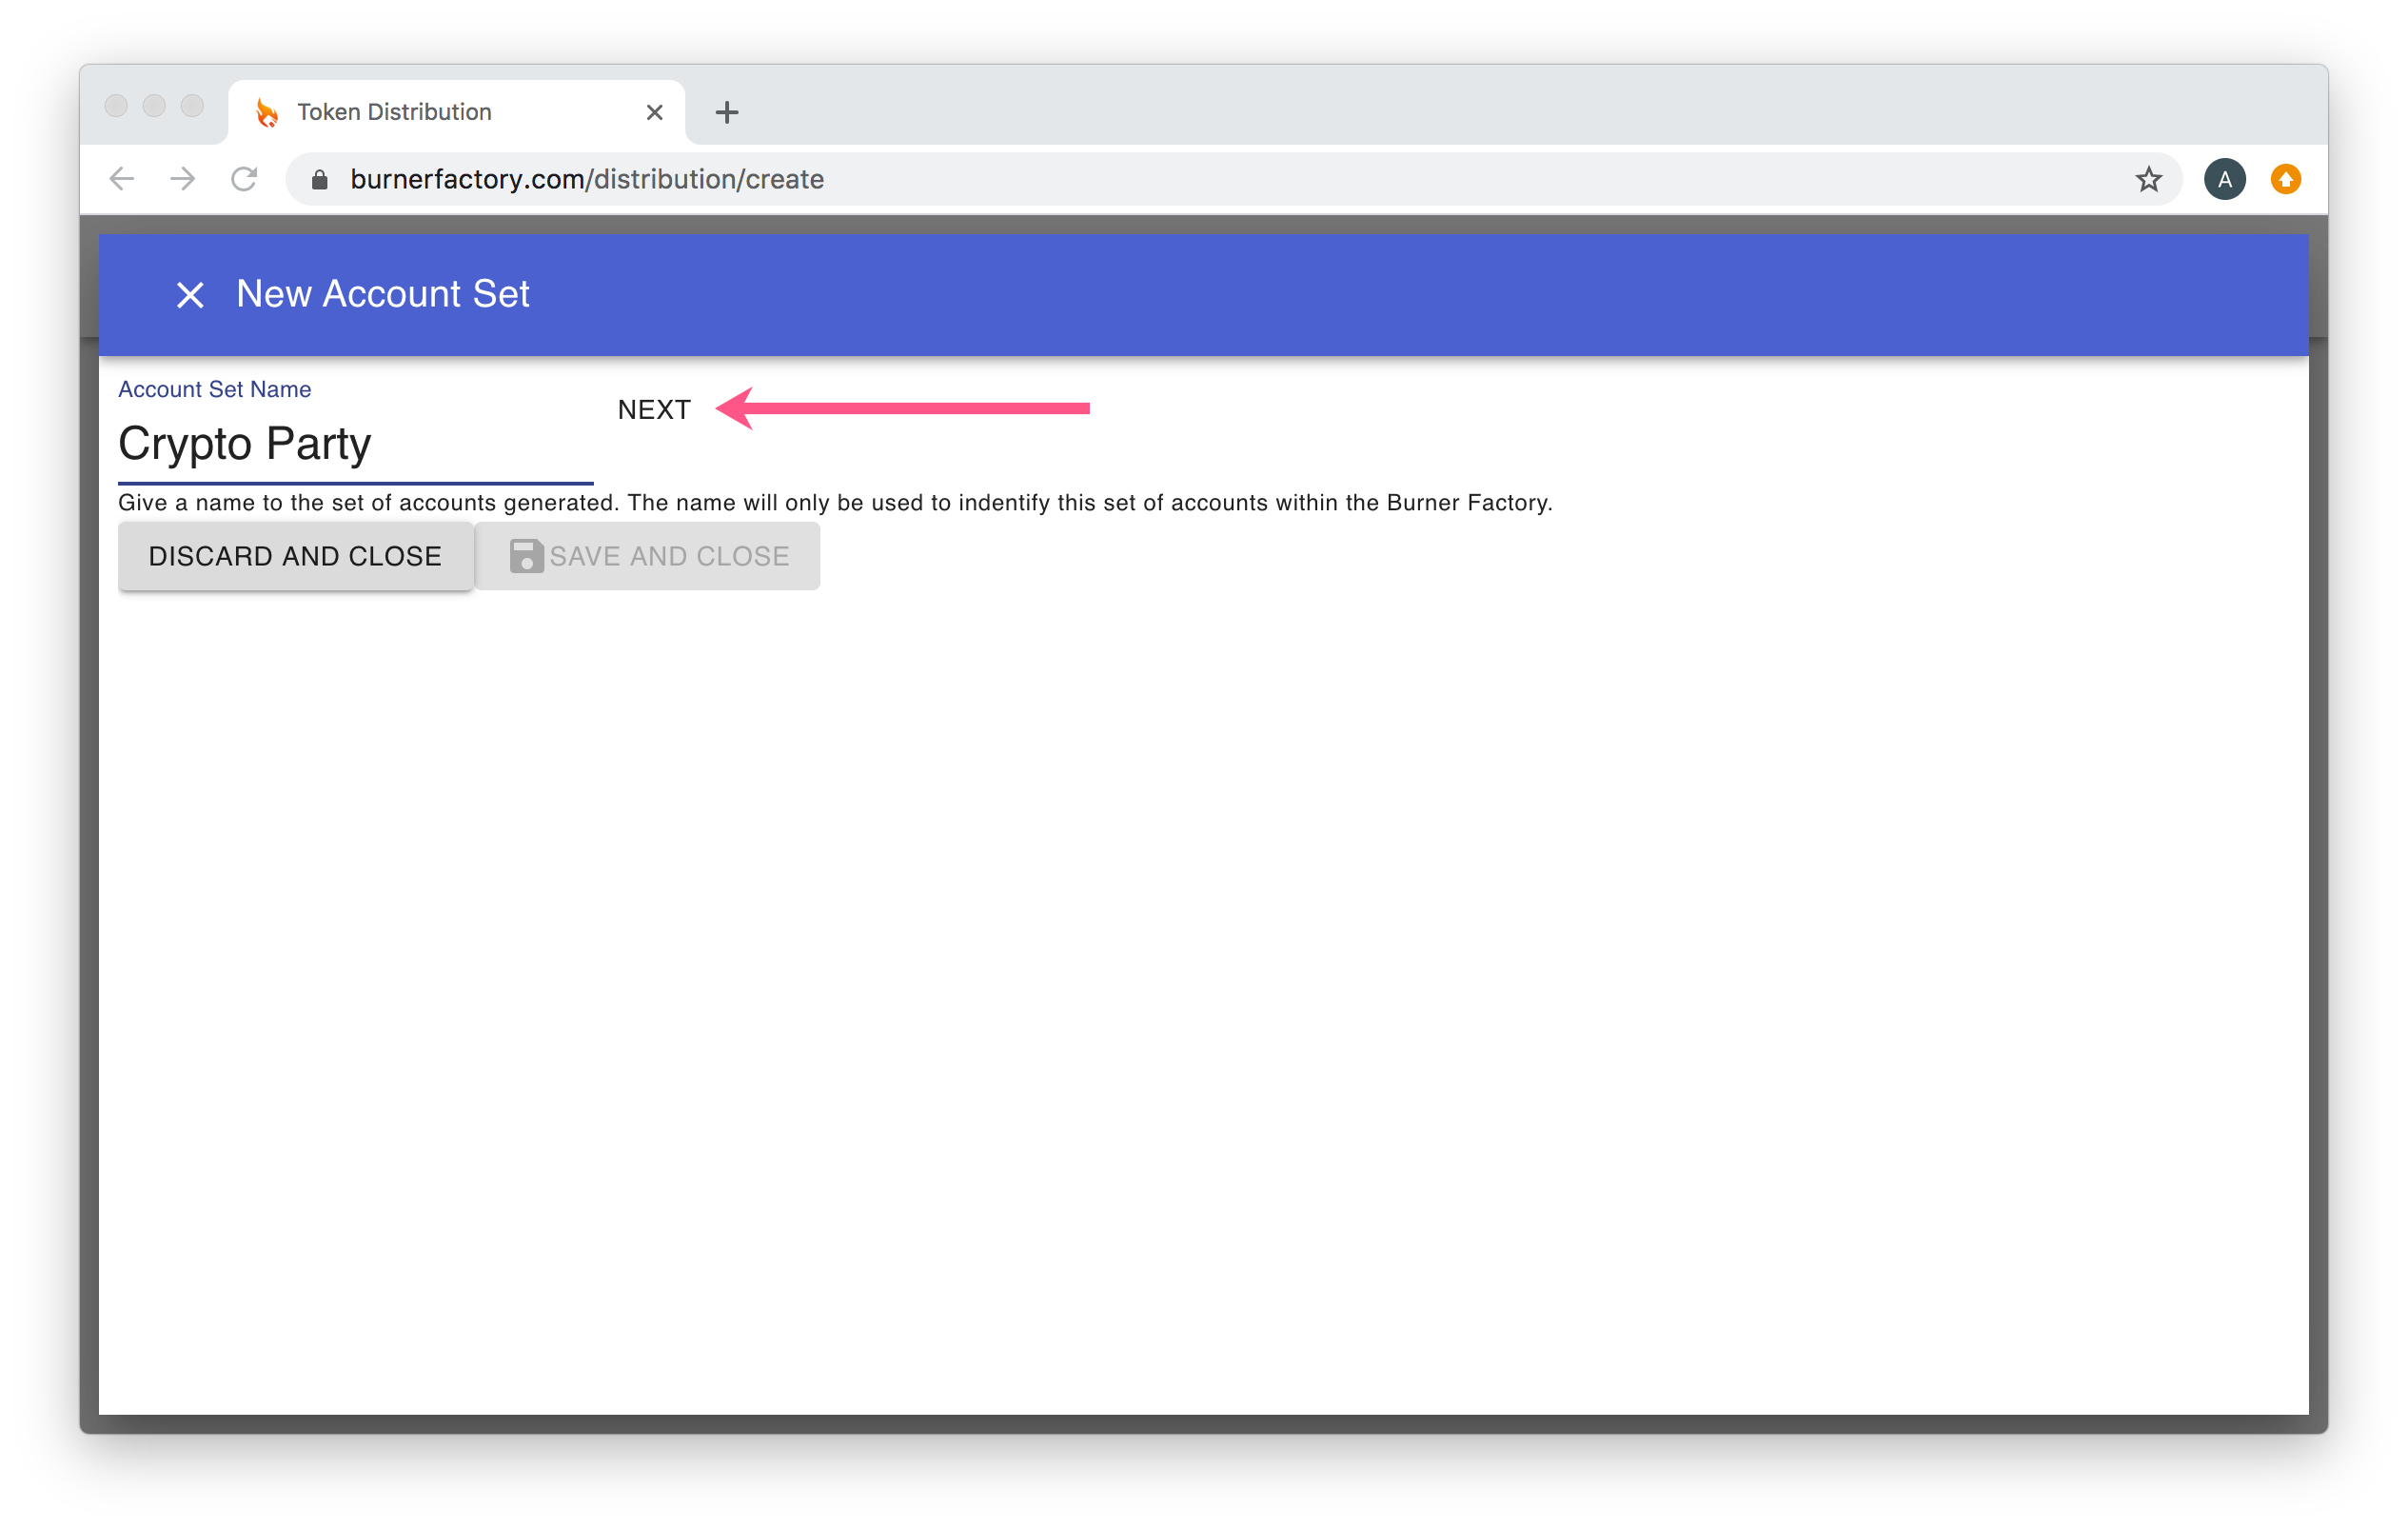 Token Distribution
burnerfactory.com/distribution/create
A
New Account Set
Account Set Name
NEXT
Crypto Party
Give a name to the set of accounts generated. The name will only be used to indentify this set of accounts within the Burner Factory.
DISCARD AND CLOSE
SAVE AND CLOSE